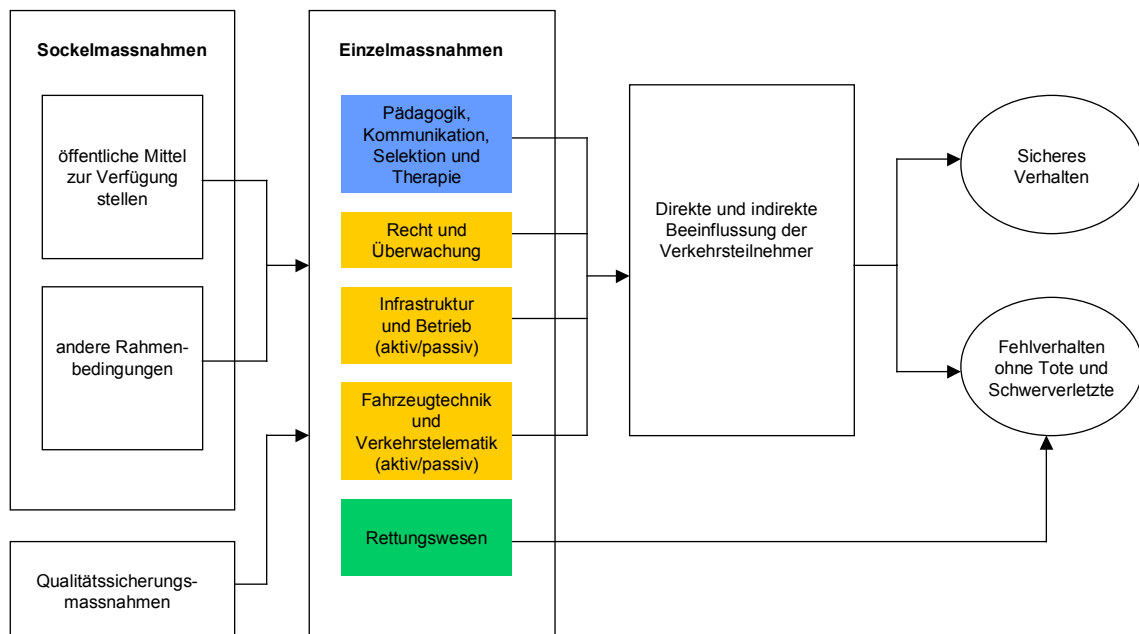 Sockelmassnahmen
öffentliche Mittel
zur Verfügung
stellen
andere Rahmen-
bedingungen
Qualitätssicherungs-
massnahmen
Einzelmassnahmen
Pädagogik,
Kommunikation,
Selektion und
Therapie
Recht und
Überwachung
Infrastruktur
und Betrieb
(aktiv/passiv)
Fahrzeugtechnik
und
Verkehrstelematik
(aktiv/passiv)
Rettungswesen
Direkte und indirekte
Beeinflussung der
Verkehrsteilnehmer
Sicheres
Verhalten
Fehlverhalten
ohne Tote und
Schwerverletzte